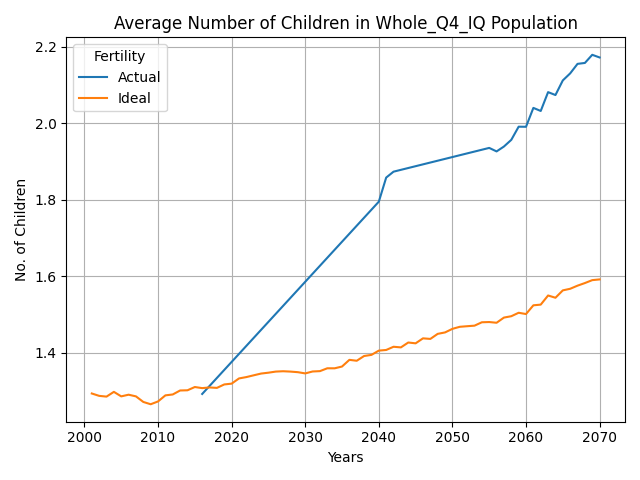 Average Number of Children in Whole_Q4_IQ Population
Fertility
Actual
Ideal
No. of Children
2.2
2.0
1.8
1.6
1.4
2000 2010 2020 2030 2040 2050 2060 2070
Years